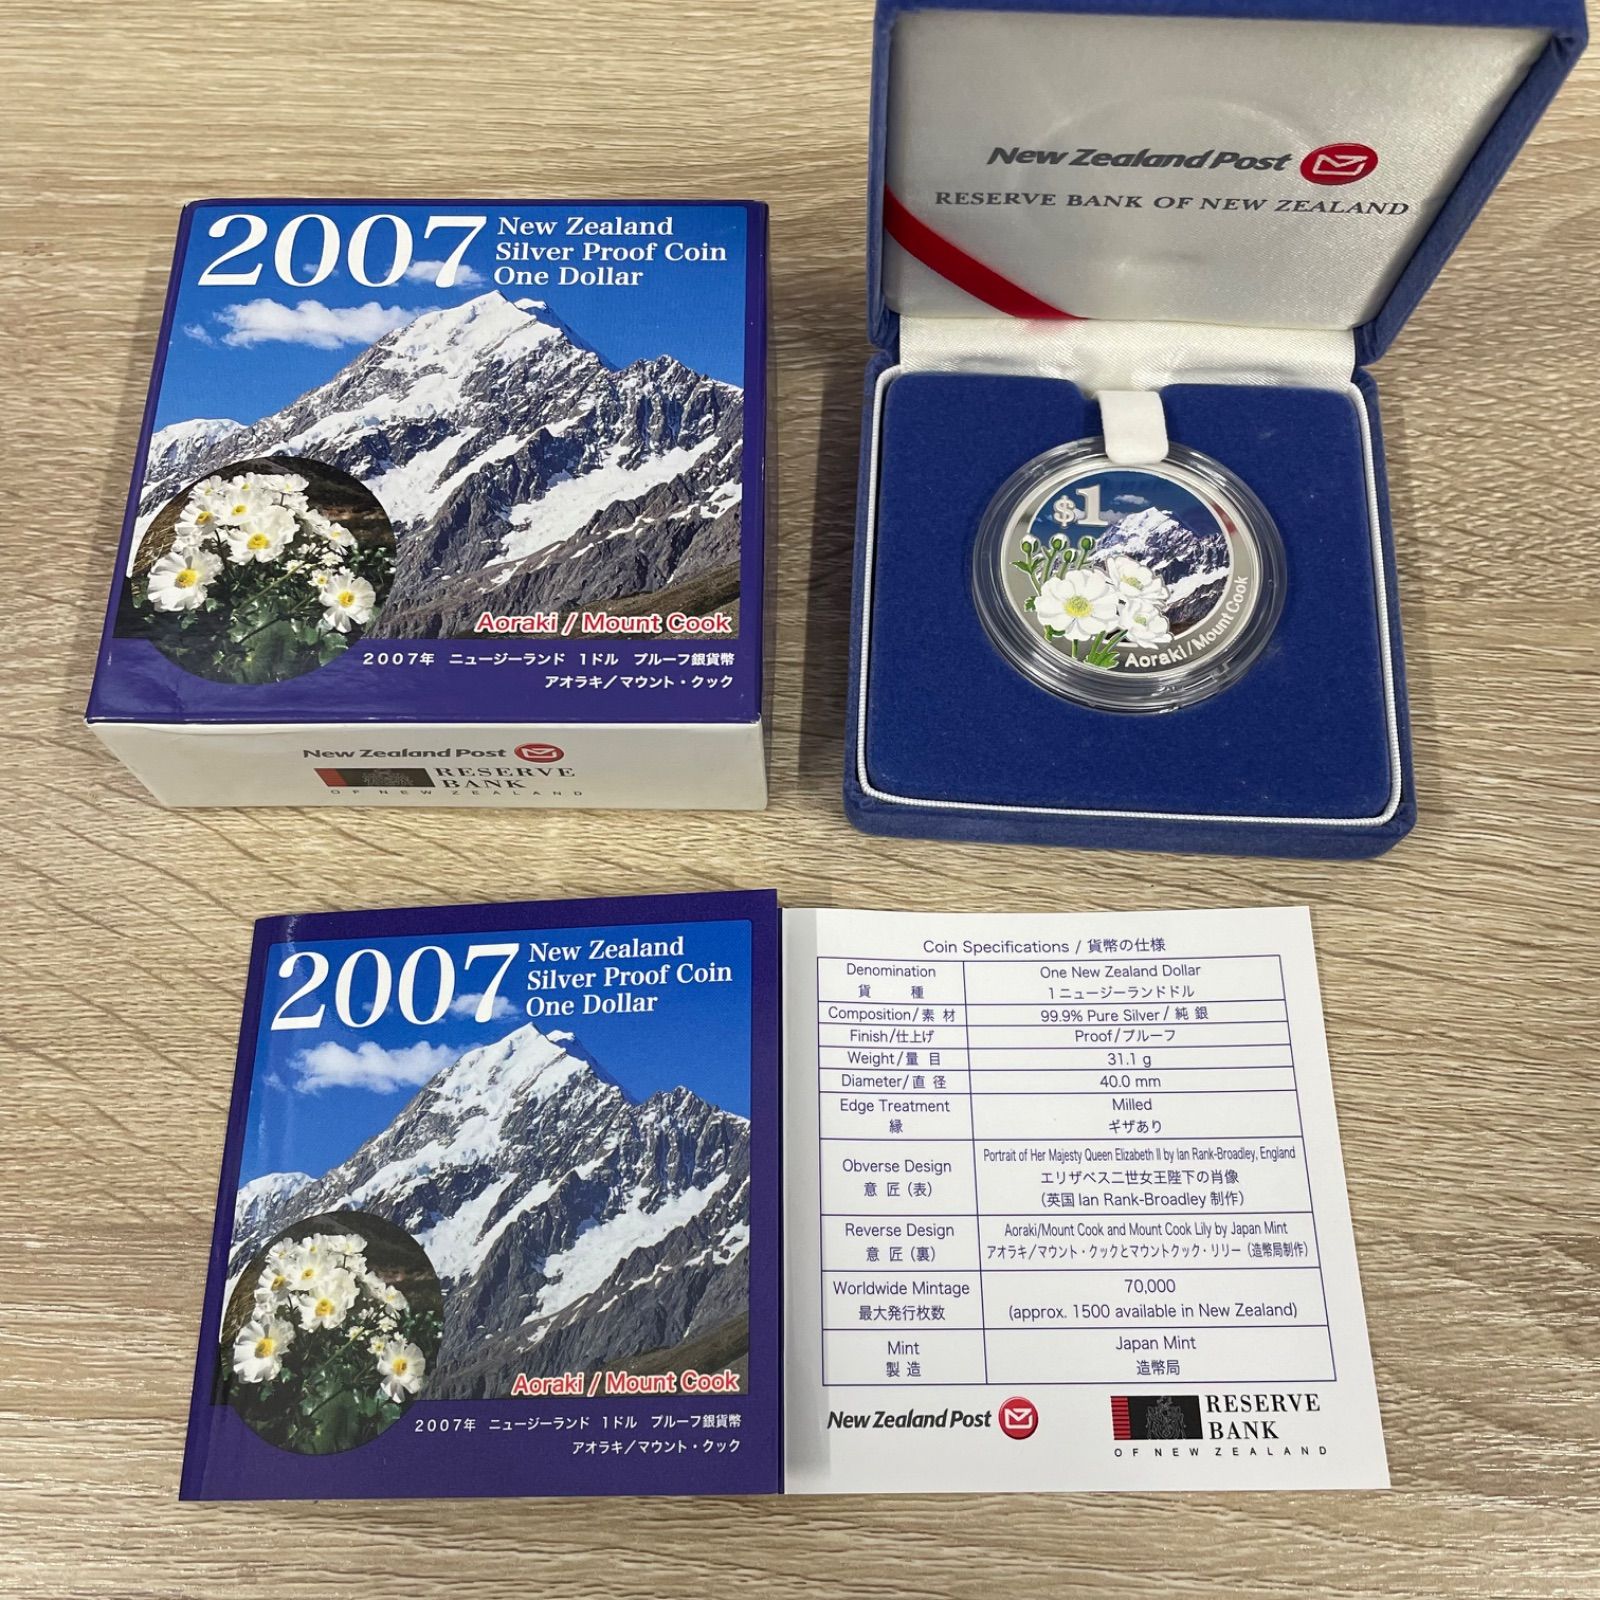 2007
New Zealand
Silver Proof Coin
One Dollar
Aoraki / Mount Cook
2007年 ニュージーランド 1ドル プルーフ銀貨幣
アオラキ／マウント・クック
New Zealand Post
RESERVE
BANK
OF NEW ZEALAND
New Zealand Post
RESERVE BANK OF NEW ZEALAND
$1
Aoraki/Mount Cook
2007
New Zealand
Silver Proof Coin
One Dollar
Aoraki / Mount Cook
2007年 ニュージーランド 1ドル プルーフ銀貨幣
アオラキ／マウント・クック
Coin Specifications / 貨幣の仕様
Denomination One New Zealand Dollar
貨 種 1ニュージーランドドル
Composition/素 材 99.9% Pure Silver / 純 銀
Finish/仕上げ Proof/プルーフ
Weight/量 目 31.1 g
Diameter/直 径 40.0 mm
Edge Treatment Milled
縁 ギザあり
Obverse Design Portrait of Her Majesty Queen Elizabeth II by Ian Rank-Broadley, England
意 匠（表） エリザベス二世女王陛下の肖像
（英国 Ian Rank-Broadley 制作）
Reverse Design Aoraki/Mount Cook and Mount Cook Lily by Japan Mint
意 匠（裏） アオラキ／マウント・クックとマウントクック・リリー（造幣局制作）
Worldwide Mintage 70,000
最大発行枚数 (approx. 1500 available in New Zealand)
Mint Japan Mint
製 造 造幣局
New Zealand Post
RESERVE
BANK
OF NEW ZEALAND